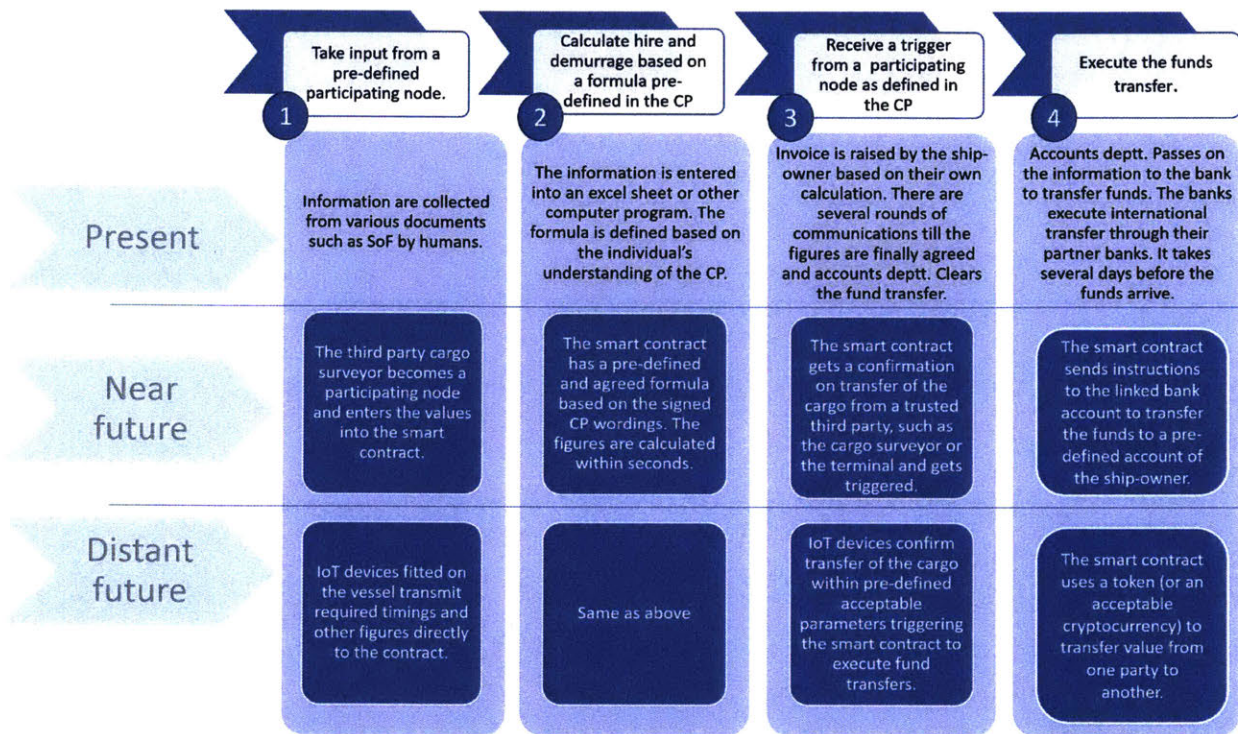 Take input from a
pre-defined
participating node.
1
Calculate hire and
demurrage based on
a formula pre-
defined in the CP
2
Receive a trigger
from a participating
node as defined in
the CP
3
Execute the funds
transfer.
4
Present
Information are collected
from various documents
such as SoF by humans.
The information is entered
into an excel sheet or other
computer program. The
formula is defined based on
the individual's
understanding of the CP.
Invoice is raised by the ship-
owner based on their own
calculation. There are
several rounds of
communications till the
figures are finally agreed
and accounts deptt. Clears
the fund transfer.
Accounts deptt. Passes on
the information to the bank
to transfer funds. The banks
execute international
transfer through their
partner banks. It takes
several days before the
funds arrive.
Near
future
The third party cargo
surveyor becomes a
participating node
and enters the values
into the smart
contract.
The smart contract
has a pre-defined
and agreed formula
based on the signed
CP wordings. The
figures are calculated
within seconds.
The smart contract
gets a confirmation
on transfer of the
cargo from a trusted
third party, such as
the cargo surveyor or
the terminal and gets
triggered.
The smart contract
sends instructions
to the linked bank
account to transfer
the funds to a pre-
defined account of
the ship-owner.
Distant
future
IoT devices fitted on
the vessel transmit
required timings and
other figures directly
to the contract.
Same as above
IoT devices confirm
transfer of the cargo
within pre-defined
acceptable
parameters triggering
the smart contract to
execute fund
transfers.
The smart contract
uses a token (or an
acceptable
cryptocurrency) to
transfer value from
one party to
another.